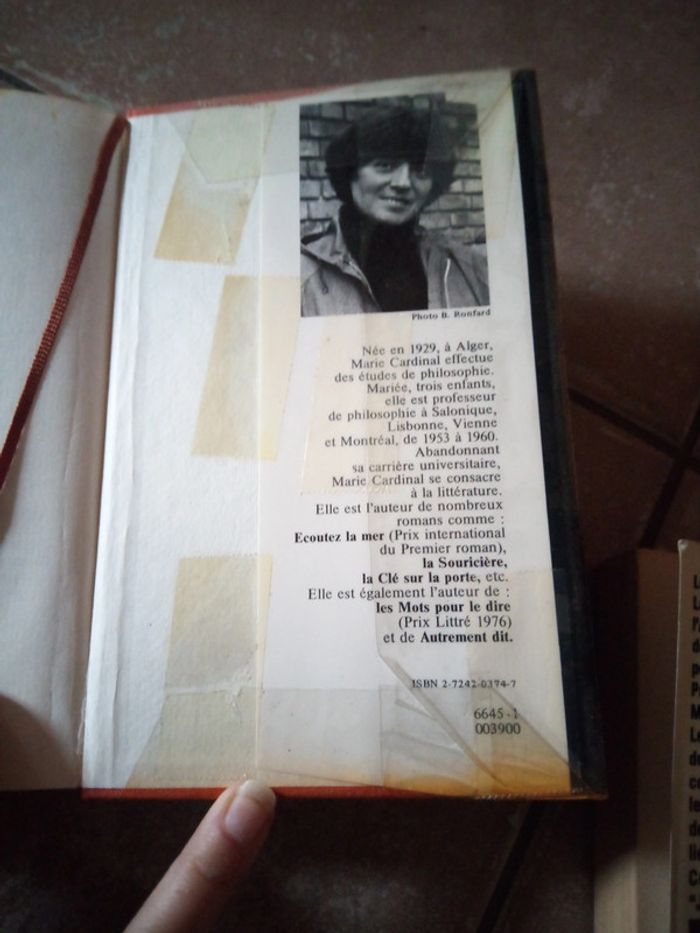 Photo B. Ronfard
Née en 1929, à Alger,
Marie Cardinal effectue
des études de philosophie.
Mariée, trois enfants,
elle est professeur
de philosophie à Salonique,
Lisbonne, Vienne
et Montréal, de 1953 à 1960.
Abandonnant
sa carrière universitaire,
Marie Cardinal se consacre
à la littérature.
Elle est l'auteur de nombreux
romans comme :
Ecoutez la mer (Prix international
du Premier roman),
la Souricière,
la Clé sur la porte, etc.
Elle est également l'auteur de :
les Mots pour le dire
(Prix Littré 1976)
et de Autrement dit.
ISBN 2-7242-0374-7
6645-1
003900